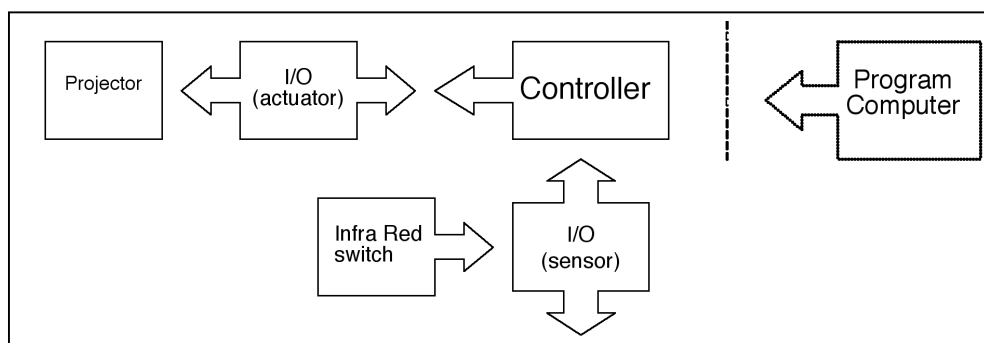 Projector
I/O
(actuator)
Controller
Program
Computer
Infra Red
switch
I/O
(sensor)